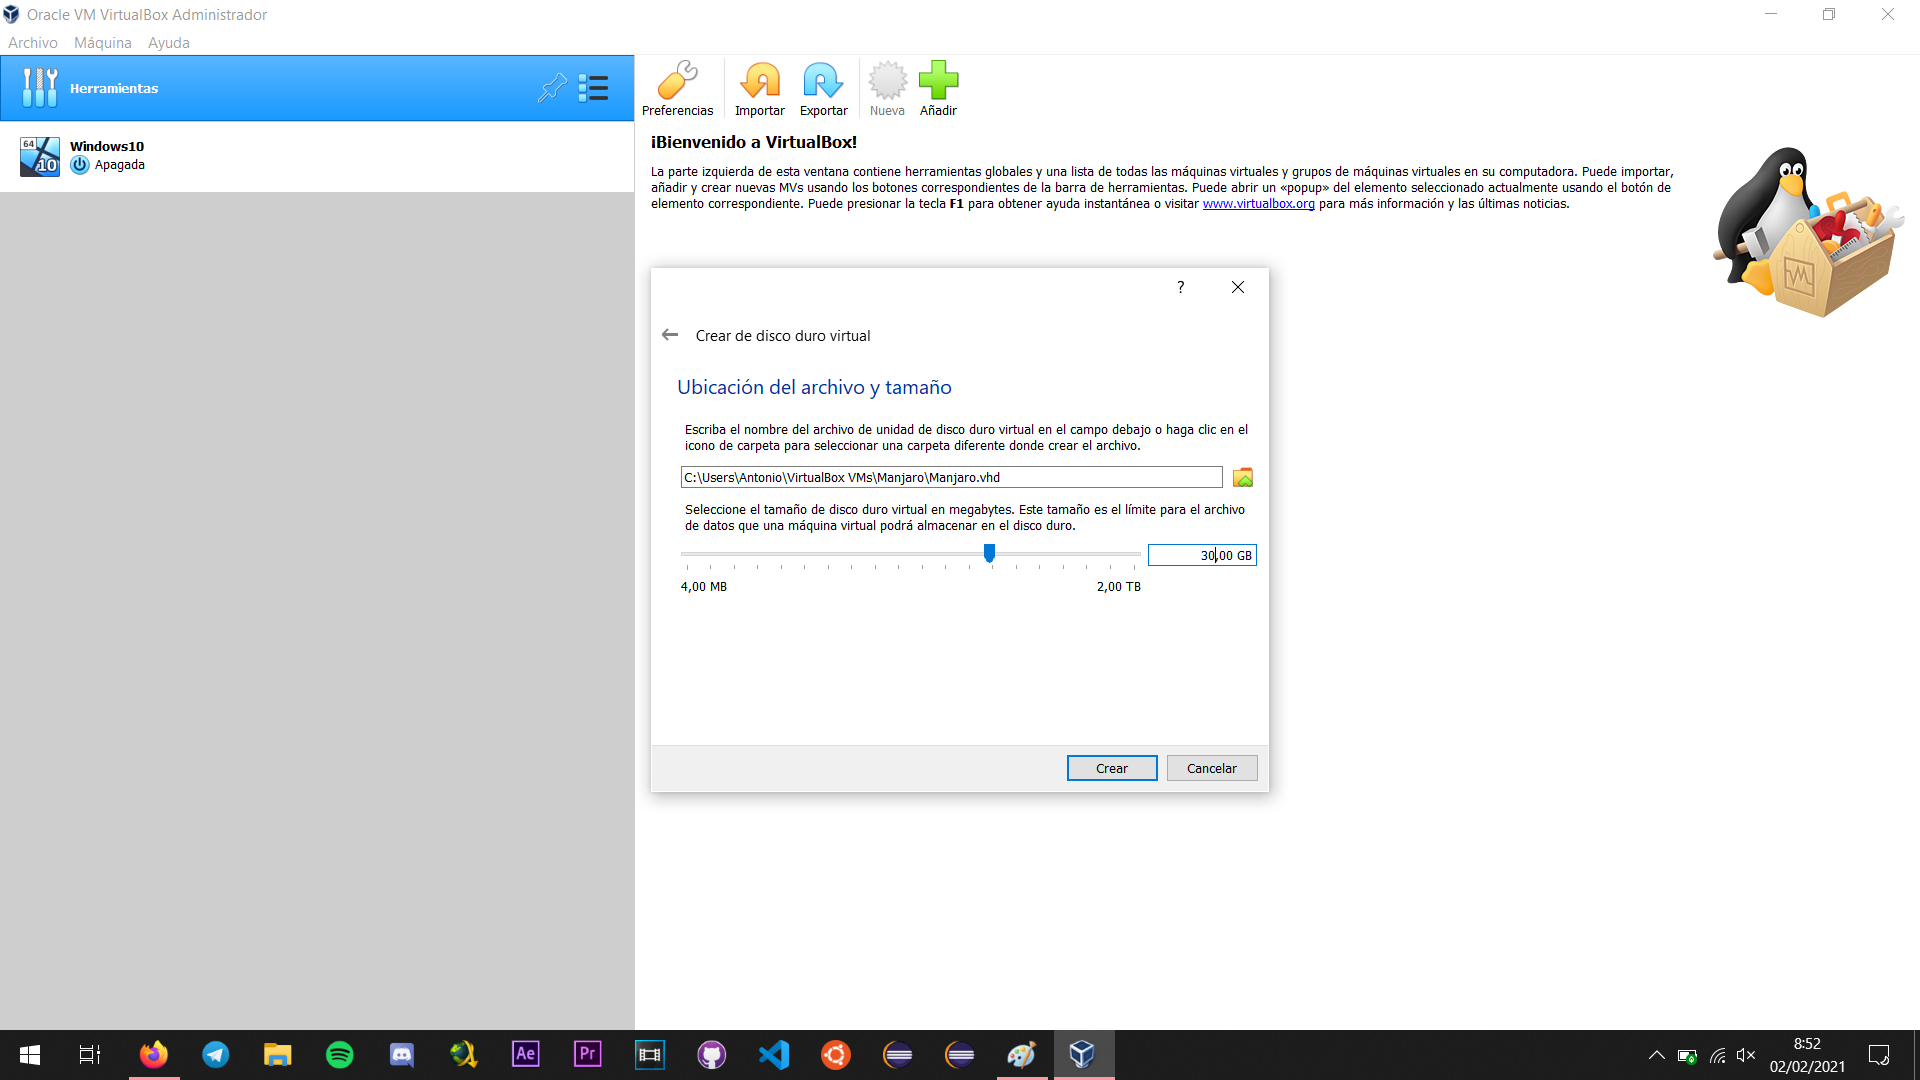 Oracle VM VirtualBox Administrador
Archivo Máquina Ayuda
Herramientas
Preferencias Importar Exportar Nueva Añadir
64
10
Windows10
Apagada
¡Bienvenido a VirtualBox!
La parte izquierda de esta ventana contiene herramientas globales y una lista de todas las máquinas virtuales y grupos de máquinas virtuales en su computadora. Puede importar,
añadir y crear nuevas MVs usando los botones correspondientes de la barra de herramientas. Puede abrir un «popup» del elemento seleccionado actualmente usando el botón de
elemento correspondiente. Puede presionar la tecla F1 para obtener ayuda instantánea o visitar www.virtualbox.org para más información y las últimas noticias.
?
Crear de disco duro virtual
Ubicación del archivo y tamaño
Escriba el nombre del archivo de unidad de disco duro virtual en el campo debajo o haga clic en el
icono de carpeta para seleccionar una carpeta diferente donde crear el archivo.
C:\Users\Antonio\VirtualBox VMs\Manjaro\Manjaro.vhd
Seleccione el tamaño de disco duro virtual en megabytes. Este tamaño es el límite para el archivo
de datos que una máquina virtual podrá almacenar en el disco duro.
30,00 GB
4,00 MB 2,00 TB
Crear Cancelar
Ae Pr
8:52
02/02/2021